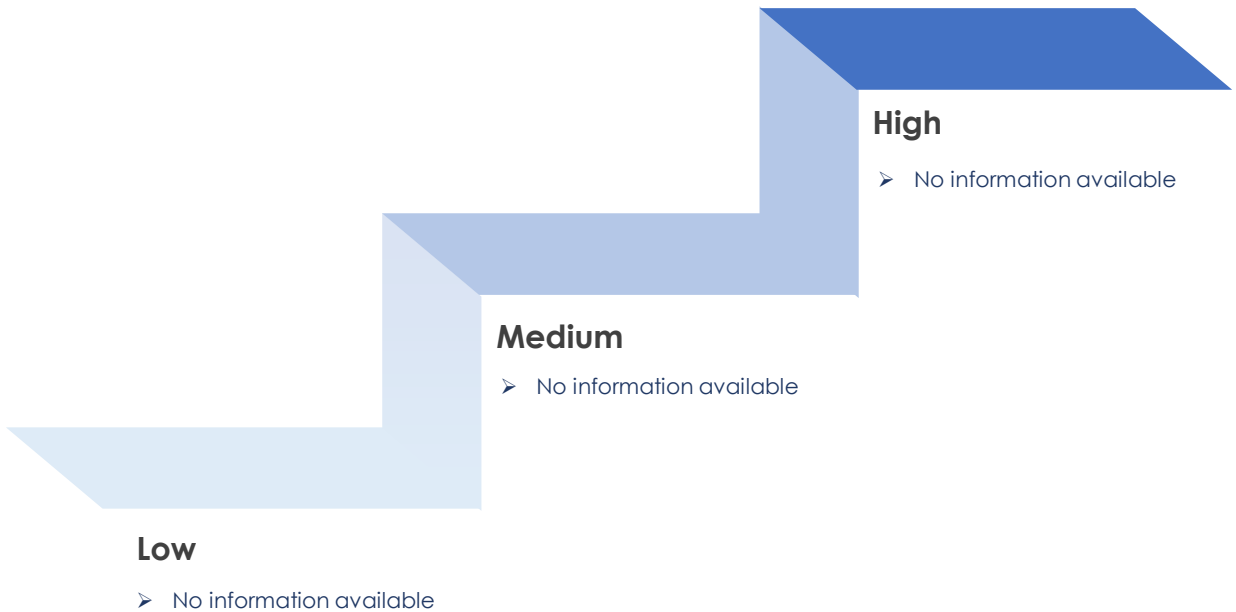 High
➢ No information available
Medium
➢ No information available
Low
➢ No information available